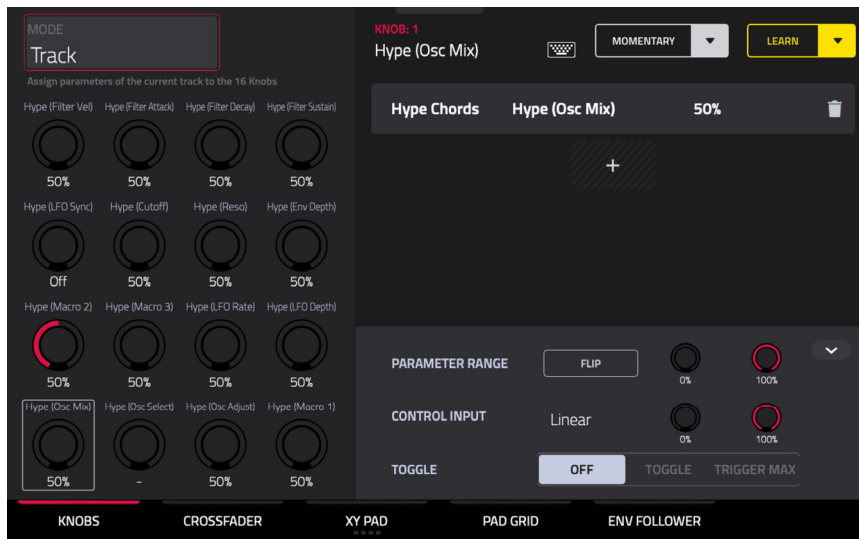 MODE
Track
Assign parameters of the current track to the 16 Knobs
Hype (Filter Vel) Hype (Filter Attack) Hype (Filter Decay) Hype (Filter Sustain)
50% 50% 50% 50%
Hype (LFO Sync) Hype (Cutoff) Hype (Reso) Hype (Env Depth)
Off 50% 50% 50%
Hype (Macro 2) Hype (Macro 3) Hype (LFO Rate) Hype (LFO Depth)
50% 50% 50% 50%
Hype (Osc Mix) Hype (Osc Select) Hype (Osc Adjust) Hype (Macro 1)
50% - 50% 50%
KNOB: 1
Hype (Osc Mix) MOMENTARY LEARN
Hype Chords Hype (Osc Mix) 50%
+
PARAMETER RANGE FLIP 0% 100%
CONTROL INPUT Linear 0% 100%
TOGGLE OFF TOGGLE TRIGGER MAX
KNOBS CROSSFADER XY PAD PAD GRID ENV FOLLOWER